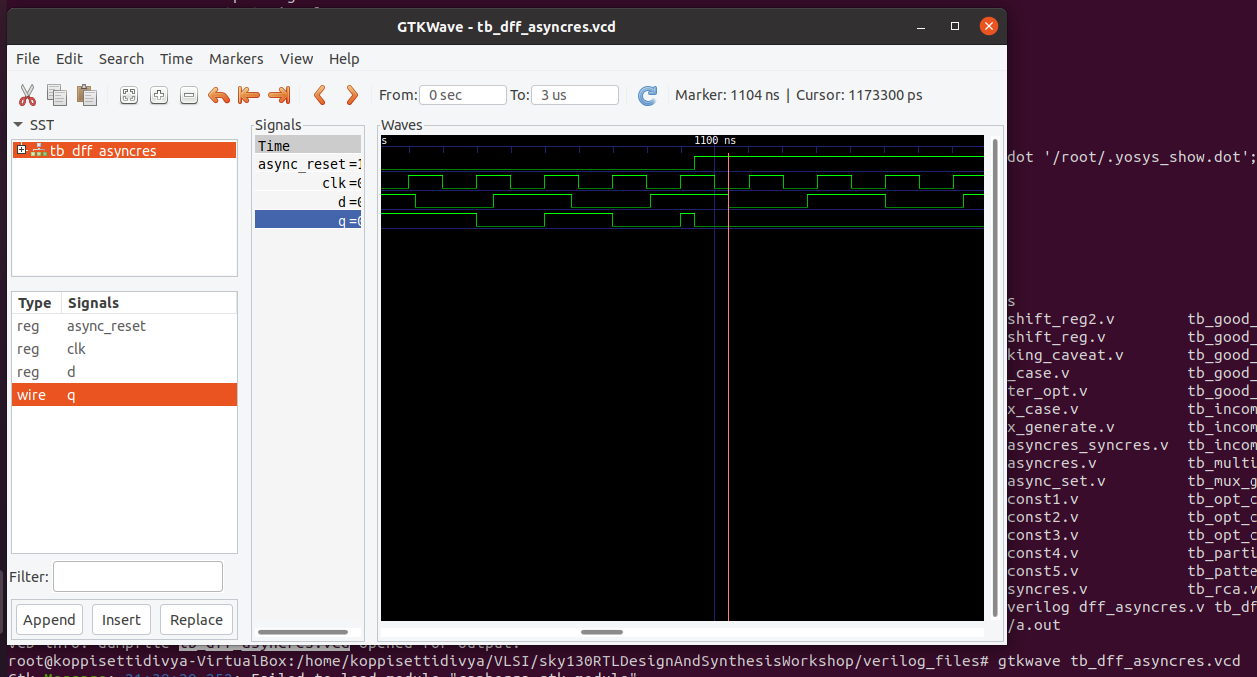 GTKWave - tb_dff_asyncres.vcd
File Edit Search Time Markers View Help
From: 0 sec To: 3 us Marker: 1104 ns | Cursor: 1173300 ps
SST
tb_dff_asyncres
Type Signals
reg async_reset
reg clk
reg d
wire q
Filter:
Append Insert Replace
Signals
Time
async_reset =1
clk =0
d =0
q =0
Waves
s 1100 ns
dot '/root/.yosys_show.dot';
s
shift_reg2.v tb_good_
shift_reg.v tb_good_
king_caveat.v tb_good_
_case.v tb_good_
ter_opt.v tb_good_
x_case.v tb_incom
x_generate.v tb_incom
asyncres_syncres.v tb_incom
asyncres.v tb_multi
async_set.v tb_mux_g
const1.v tb_opt_c
const2.v tb_opt_c
const3.v tb_opt_c
const4.v tb_parti
const5.v tb_patte
syncres.v tb_rca.v
verilog dff_asyncres.v tb_df
/a.out
VCD info: dumpfile tb_dff_asyncres.vcd opened for output.
root@koppisettidivya-VirtualBox:/home/koppisettidivya/VLSI/sky130RTLDesignAndSynthesisWorkshop/verilog_files# gtkwave tb_dff_asyncres.vcd